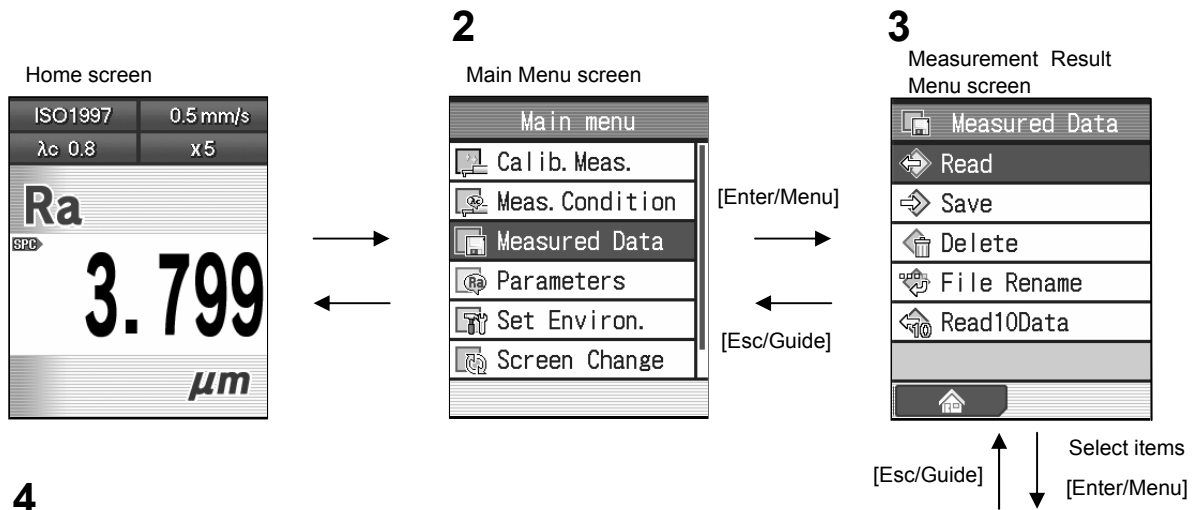 2
3
Home screen
Main Menu screen
Measurement Result
Menu screen
ISO1997 0.5 mm/s
λc 0.8 x5
Ra
SPC
3.799
μm
Main menu
Calib.Meas.
Meas.Condition
Measured Data
Parameters
Set Environ.
Screen Change
[Enter/Menu]
[Esc/Guide]
Measured Data
Read
Save
Delete
File Rename
Read10Data
10
[Esc/Guide]
Select items
[Enter/Menu]
4